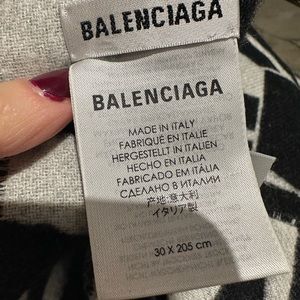 BALENCIAGA
BALENCIAGA
MADE IN ITALY
FABRIQUÉ EN ITALIE
HERGESTELLT IN ITALIEN
HECHO EN ITALIA
FABRICADO EM ITÁLIA
СДЕЛАНО В ИТАЛИИ
产地:意大利
イタリア製
30 X 205 cm